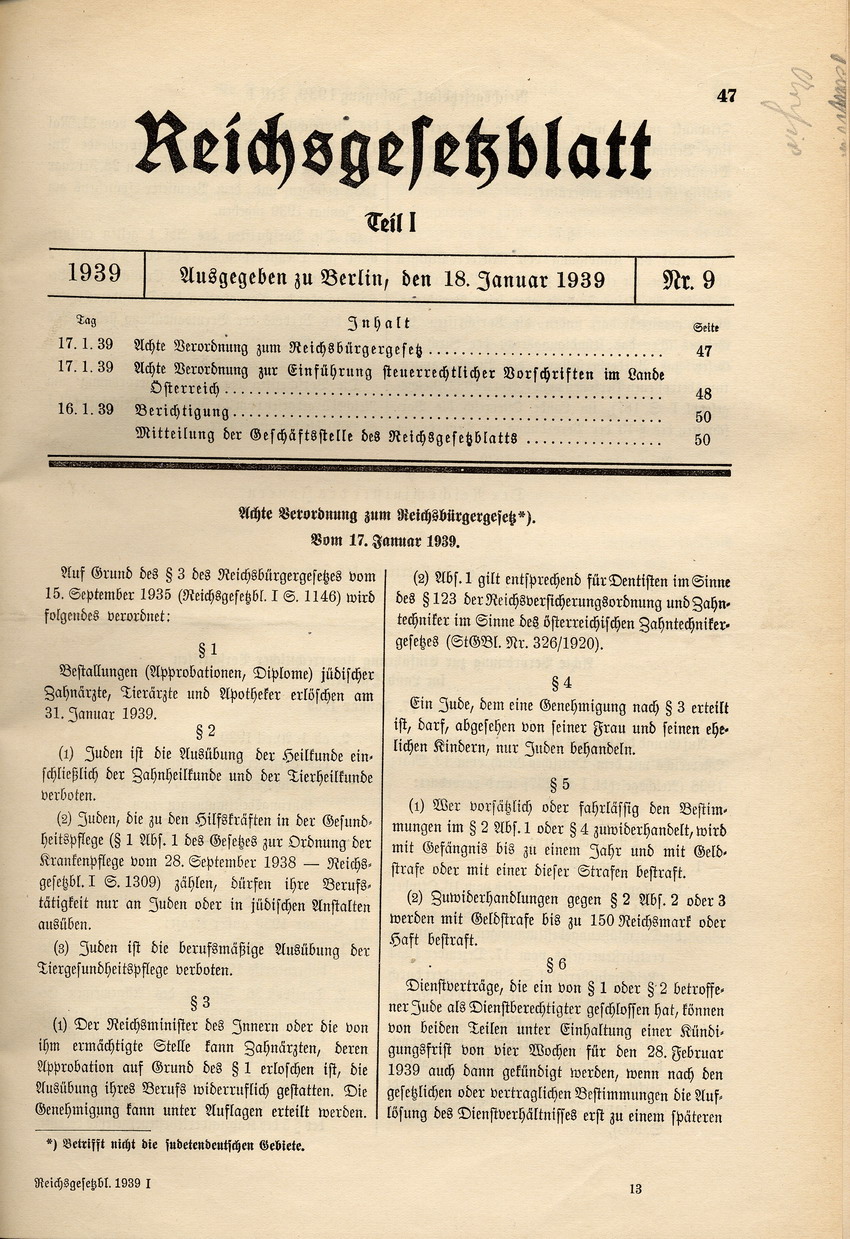 47
Reichsgesetzblatt
Teil I
1939
Ausgegeben zu Berlin, den 18. Januar 1939
Nr. 9
Tag
Inhalt
Seite
17. 1. 39 Achte Verordnung zum Reichsbürgergesetz ........................... 47
17. 1. 39 Achte Verordnung zur Einführung steuerrechtlicher Vorschriften im Lande
Österreich .................................................. 48
16. 1. 39 Berichtigung ................................................. 50
Mitteilung der Geschäftsstelle des Reichsgesetzblatts ................ 50
Achte Verordnung zum Reichsbürgergesetz*).
Vom 17. Januar 1939.
Auf Grund des § 3 des Reichsbürgergesetzes vom
15. September 1935 (Reichsgesetzbl. I S. 1146) wird
folgendes verordnet:
§ 1
Bestallungen (Approbationen, Diplome) jüdischer
Zahnärzte, Tierärzte und Apotheker erlöschen am
31. Januar 1939.
§ 2
(1) Juden ist die Ausübung der Heilkunde ein-
schließlich der Zahnheilkunde und der Tierheilkunde
verboten.
(2) Juden, die zu den Hilfskräften in der Gesund-
heitspflege (§ 1 Abs. 1 des Gesetzes zur Ordnung der
Krankenpflege vom 28. September 1938 — Reichs-
gesetzbl. I S. 1309) zählen, dürfen ihre Berufs-
tätigkeit nur an Juden oder in jüdischen Anstalten
ausüben.
(3) Juden ist die berufsmäßige Ausübung der
Tiergesundheitspflege verboten.
§ 3
(1) Der Reichsminister des Innern oder die von
ihm ermächtigte Stelle kann Zahnärzten, deren
Approbation auf Grund des § 1 erloschen ist, die
Ausübung ihres Berufs widerruflich gestatten. Die
Genehmigung kann unter Auflagen erteilt werden.
*) Betrifft nicht die sudetendeutschen Gebiete.
(2) Abs. 1 gilt entsprechend für Dentisten im Sinne
des § 123 der Reichsversicherungsordnung und Zahn-
techniker im Sinne des österreichischen Zahntechniker-
gesetzes (StGBl. Nr. 326/1920).
§ 4
Ein Jude, dem eine Genehmigung nach § 3 erteilt
ist, darf, abgesehen von seiner Frau und seinen ehe-
lichen Kindern, nur Juden behandeln.
§ 5
(1) Wer vorsätzlich oder fahrlässig den Bestim-
mungen im § 2 Abs. 1 oder § 4 zuwiderhandelt, wird
mit Gefängnis bis zu einem Jahr und mit Geld-
strafe oder mit einer dieser Strafen bestraft.
(2) Zuwiderhandlungen gegen § 2 Abs. 2 oder 3
werden mit Geldstrafe bis zu 150 Reichsmark oder
Haft bestraft.
§ 6
Dienstverträge, die ein von § 1 oder § 2 betroffe-
ner Jude als Dienstberechtigter geschlossen hat, können
von beiden Teilen unter Einhaltung einer Kündi-
gungsfrist von vier Wochen für den 28. Februar
1939 auch dann gekündigt werden, wenn nach den
gesetzlichen oder vertraglichen Bestimmungen die Auf-
lösung des Dienstverhältnisses erst zu einem späteren
Reichsgesetzbl. 1939 I
13